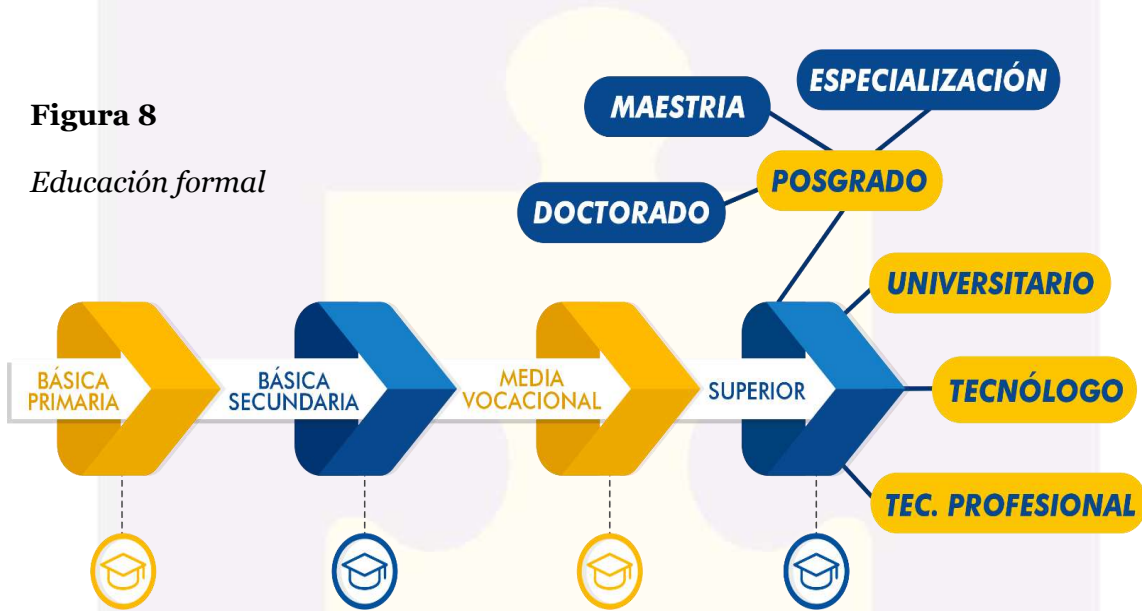 Figura 8
Educación formal
ESPECIALIZACIÓN
MAESTRIA
POSGRADO
DOCTORADO
UNIVERSITARIO
BÁSICA
PRIMARIA
BÁSICA
SECUNDARIA
MEDIA
VOCACIONAL
SUPERIOR
TECNÓLOGO
TEC. PROFESIONAL